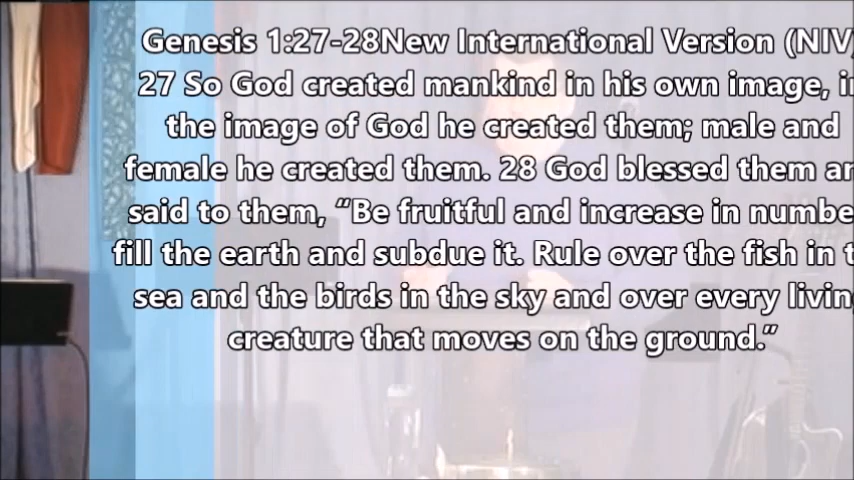 Genesis 1:27-28New International Version (NIV)
27 So God created mankind in his own image, in
the image of God he created them; male and
female he created them. 28 God blessed them an
said to them, “Be fruitful and increase in numbe
fill the earth and subdue it. Rule over the fish in t
sea and the birds in the sky and over every livin
creature that moves on the ground.”